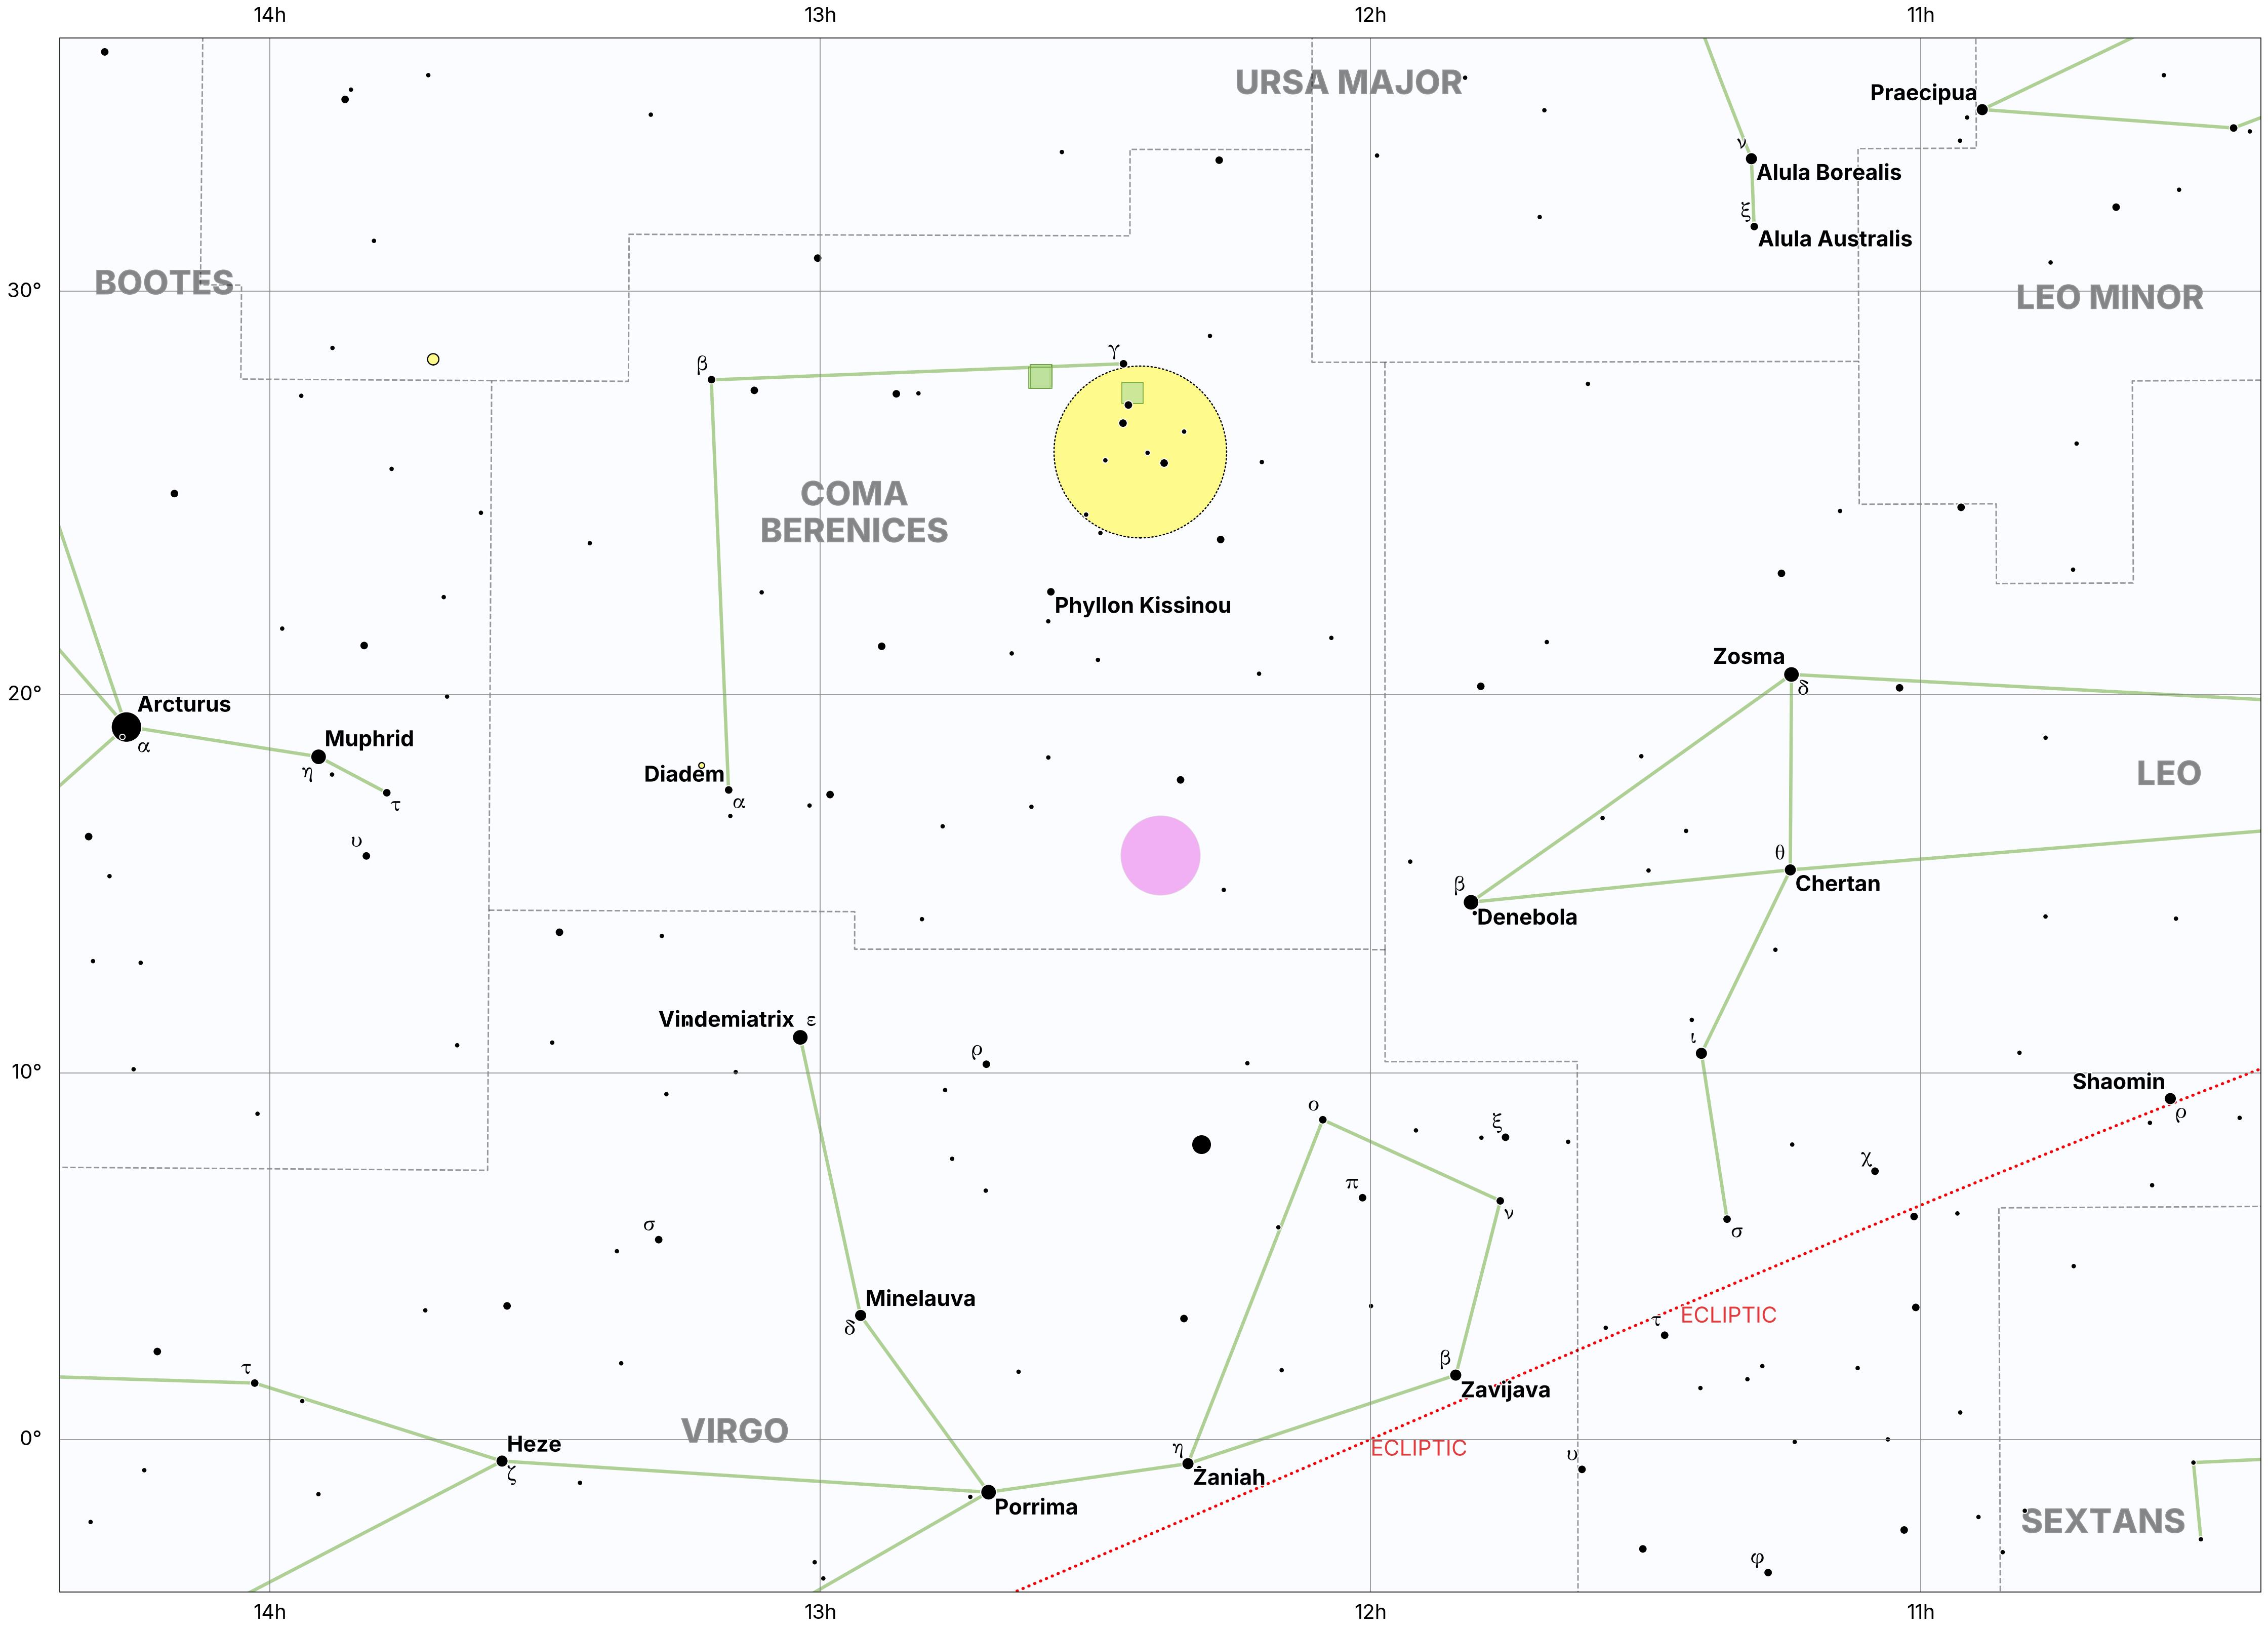 14h
13h
12h
11h
URSA MAJOR
Praecipua
ν
Alula Borealis
ξ
Alula Australis
BOOTES
30°
LEO MINOR
β
γ
COMA
BERENICES
Phyllon Kissinou
Zosma
δ
20°
Arcturus
α
Muphrid
η
τ
υ
Diadem
α
LEO
θ
Chertan
β
Denebola
Vindemiatrix
ε
ρ
ι
10°
Shaomin
ρ
ο
ξ
π
ν
χ
σ
σ
Minelauva
δ
τ
ECLIPTIC
β
Zavijava
τ
VIRGO
0°
Heze
ζ
η
Zaniah
ECLIPTIC
υ
Porrima
SEXTANS
φ
14h
13h
12h
11h